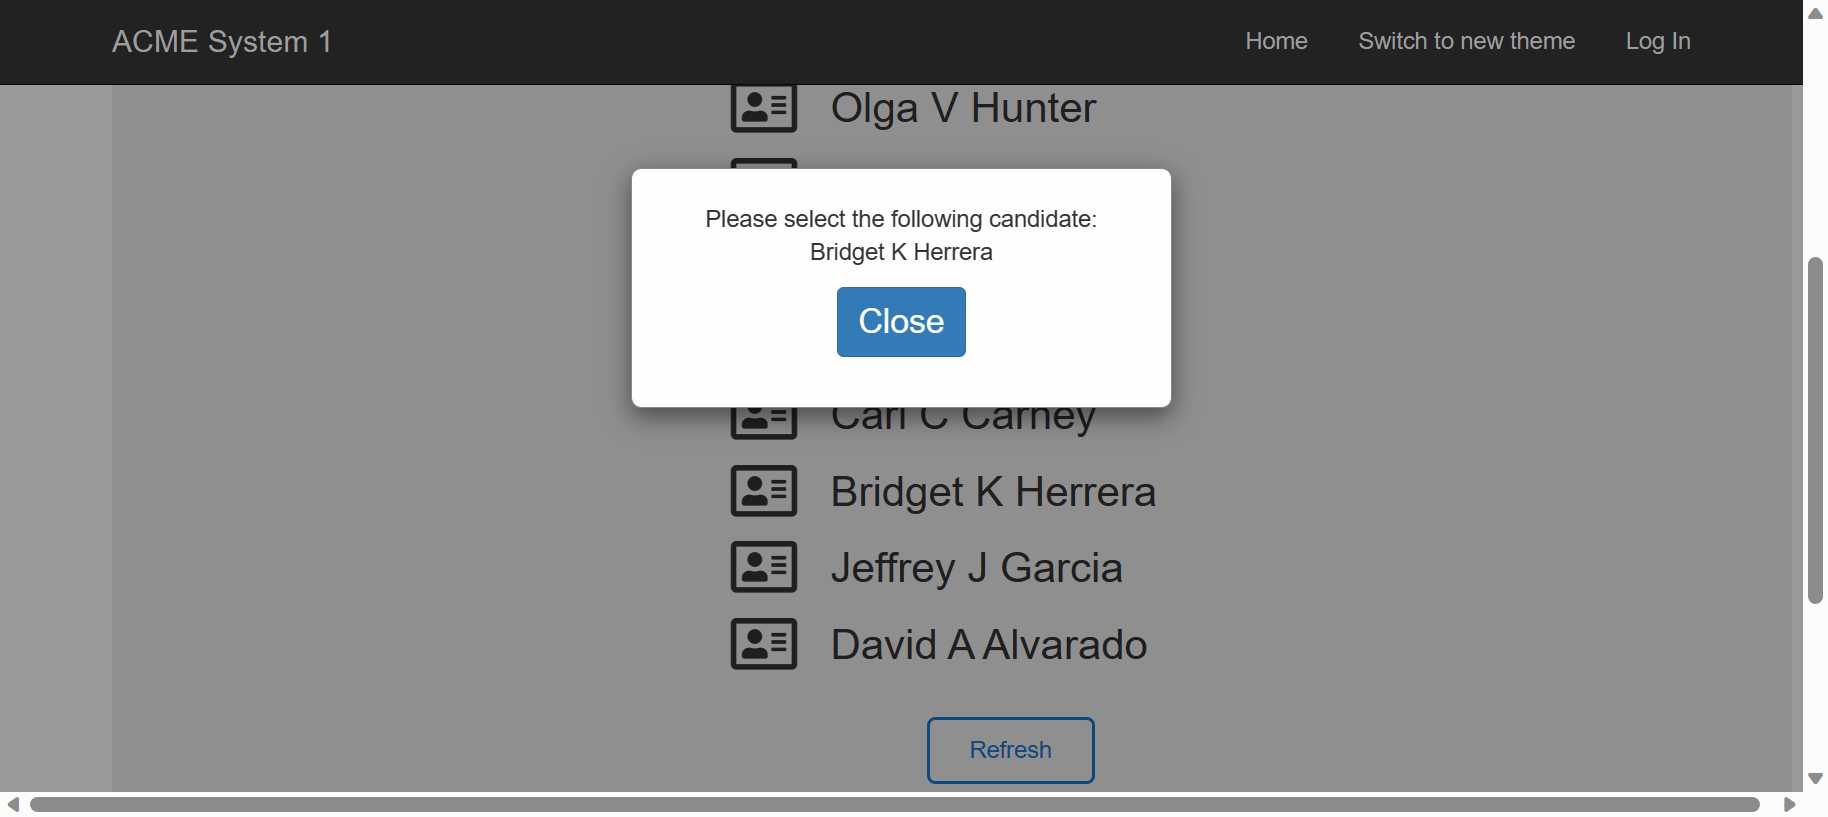 ACME System 1
Home Switch to new theme Log In
Olga V Hunter
Please select the following candidate:
Bridget K Herrera
Close
Carl C Carney
Bridget K Herrera
Jeffrey J Garcia
David A Alvarado
Refresh